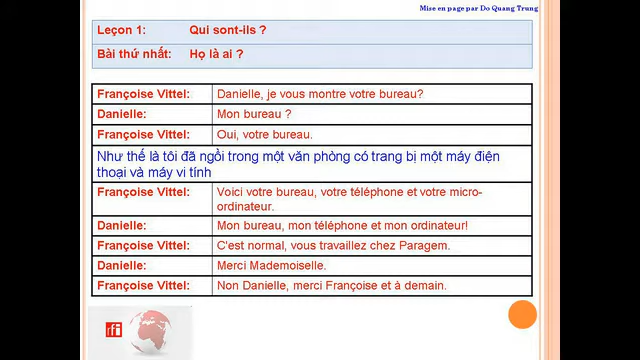 Mise en page par Do Quang Trung
Leçon 1: Qui sont-ils ?
Bài thứ nhất: Họ là ai ?
Françoise Vittel: Danielle, je vous montre votre bureau?
Danielle: Mon bureau ?
Françoise Vittel: Oui, votre bureau.
Như thế là tôi đã ngồi trong một văn phòng có trang bị một máy điện
thoại và máy vi tính
Françoise Vittel: Voici votre bureau, votre téléphone et votre micro-
ordinateur.
Danielle: Mon bureau, mon téléphone et mon ordinateur!
Françoise Vittel: C'est normal, vous travaillez chez Paragem.
Danielle: Merci Mademoiselle.
Françoise Vittel: Non Danielle, merci Françoise et à demain.
rfi